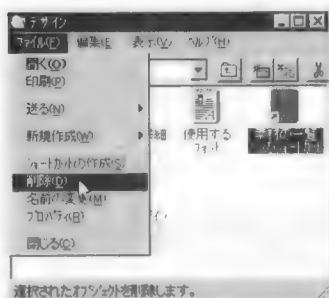 デザイン
ファイル(F) 編集(E) 表示(V) ヘルプ(H)
開く(O)
印刷(P)
送る(N)
新規作成(W)
詳細
使用する
フォント
ショートカットの作成(S)
削除(D)
名前の変更(M)
プロパティ(R)
閉じる(C)
選択されたオブジェクトを削除します。